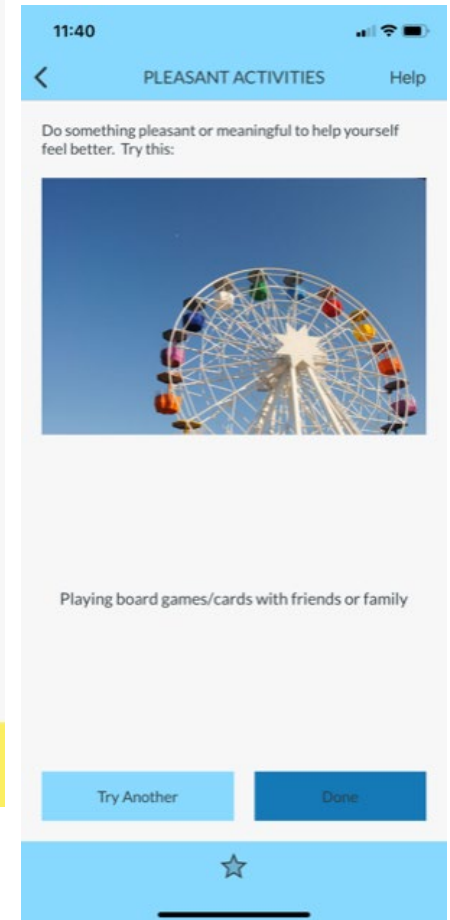 11:40
PLEASANT ACTIVITIES Help
Do something pleasant or meaningful to help yourself
feel better. Try this:
Playing board games/cards with friends or family
Try Another Done